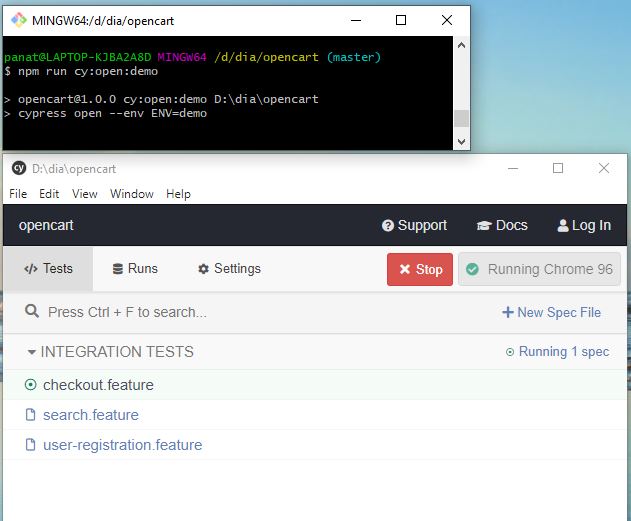 MINGW64:/d/dia/opencart
panat@LAPTOP-KJBA2A8D MINGW64 /d/dia/opencart (master)
$ npm run cy:open:demo
> opencart@1.0.0 cy:open:demo D:\dia\opencart
> cypress open --env ENV=demo
cy D:\dia\opencart
File Edit View Window Help
opencart Support Docs Log In
Tests Runs Settings Stop Running Chrome 96
Press Ctrl + F to search... New Spec File
INTEGRATION TESTS Running 1 spec
checkout.feature
search.feature
user-registration.feature